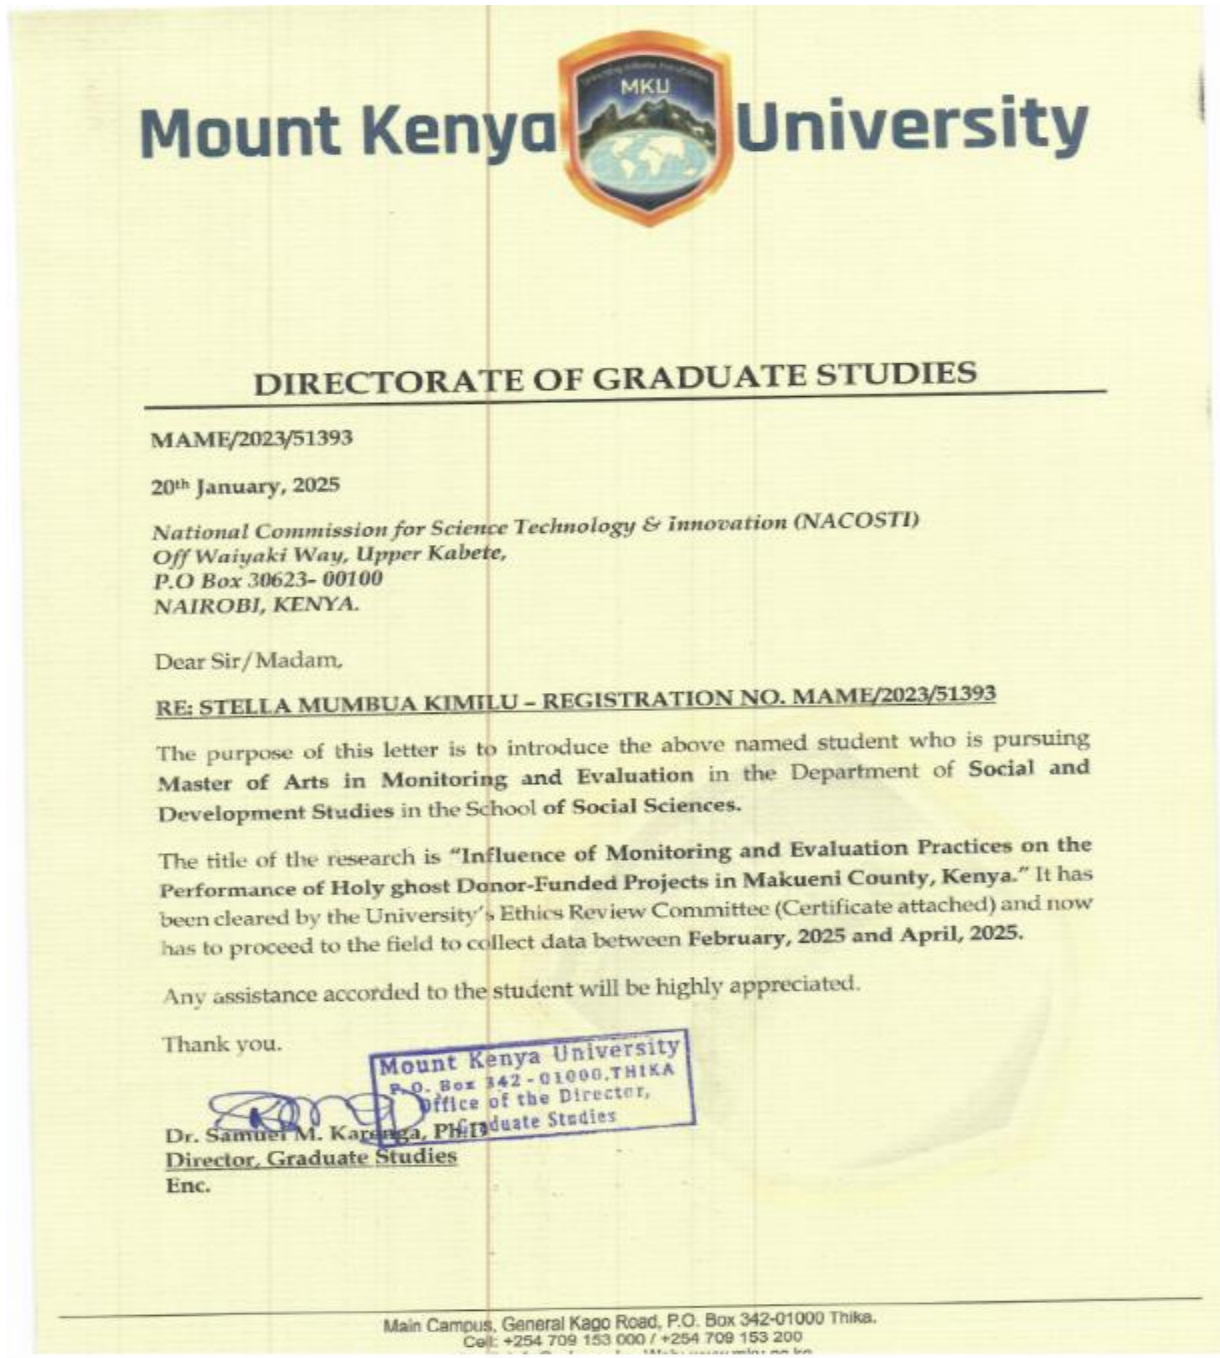 MKU
Mount Kenya University
DIRECTORATE OF GRADUATE STUDIES
MAME/2023/51393
20th January, 2025
National Commission for Science Technology & Innovation (NACOSTI)
Off Waiyaki Way, Upper Kabete,
P.O Box 30623- 00100
NAIROBI, KENYA.
Dear Sir/Madam,
RE: STELLA MUMBUA KIMILU – REGISTRATION NO. MAME/2023/51393
The purpose of this letter is to introduce the above named student who is pursuing
Master of Arts in Monitoring and Evaluation in the Department of Social and
Development Studies in the School of Social Sciences.
The title of the research is “Influence of Monitoring and Evaluation Practices on the
Performance of Holy ghost Donor-Funded Projects in Makueni County, Kenya.” It has
been cleared by the University’s Ethics Review Committee (Certificate attached) and now
has to proceed to the field to collect data between February, 2025 and April, 2025.
Any assistance accorded to the student will be highly appreciated.
Thank you.
Mount Kenya University
P.O. Box 342 - 01000, THIKA
Office of the Director,
Graduate Studies
Dr. Samuel M. Karenga, Ph.D
Director, Graduate Studies
Enc.
Main Campus, General Kago Road, P.O. Box 342-01000 Thika.
Cell: +254 709 153 000 / +254 709 153 200